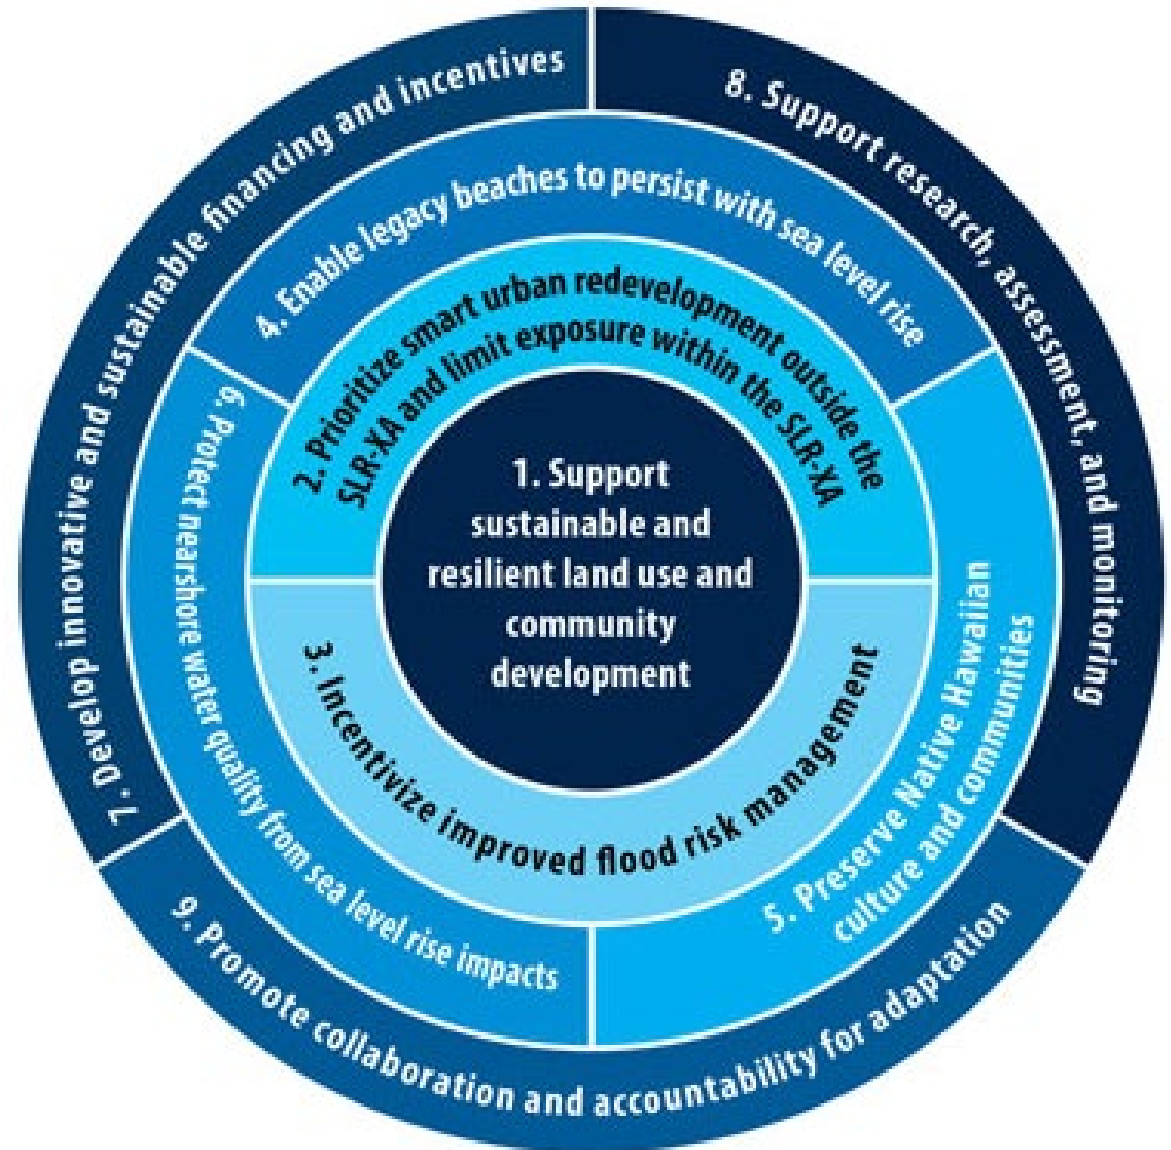 1. Support
sustainable and
resilient land use and
community
development
2. Prioritize smart urban redevelopment outside the
SLR-XA and limit exposure within the SLR-XA
3. Incentivize improved flood risk management
4. Enable legacy beaches to persist with sea level rise
5. Preserve Native Hawaiian
culture and communities
6. Protect nearshore water quality from sea level rise impacts
7. Develop innovative and sustainable financing and incentives
8. Support research, assessment, and monitoring
9. Promote collaboration and accountability for adaptation